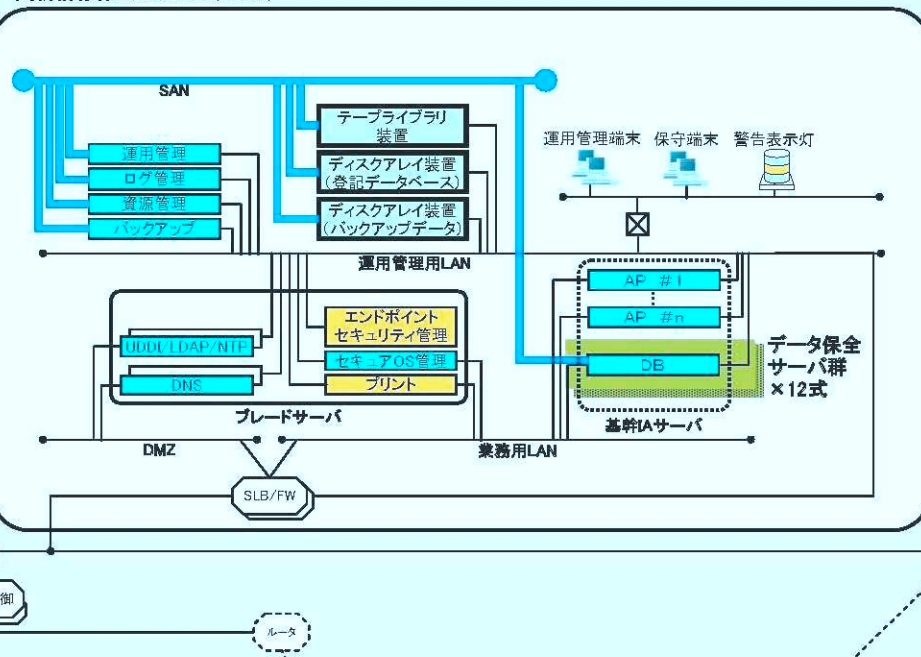 SAN
テープライブラリ
装置
運用管理端末
保守端末
警告表示灯
運用管理
ログ管理
資源管理
バックアップ
ディスクアレイ装置
(登記データベース)
ディスクアレイ装置
(バックアップデータ)
運用管理用LAN
AP #1
AP #n
DB
データ保全
サーバ群
×12式
エンドポイント
セキュリティ管理
UDDI/LDAP/NTP
セキュアOS管理
DNS
プリント
ブレードサーバ
基幹IAサーバ
DMZ
業務用LAN
SLB/FW
御
ルータ